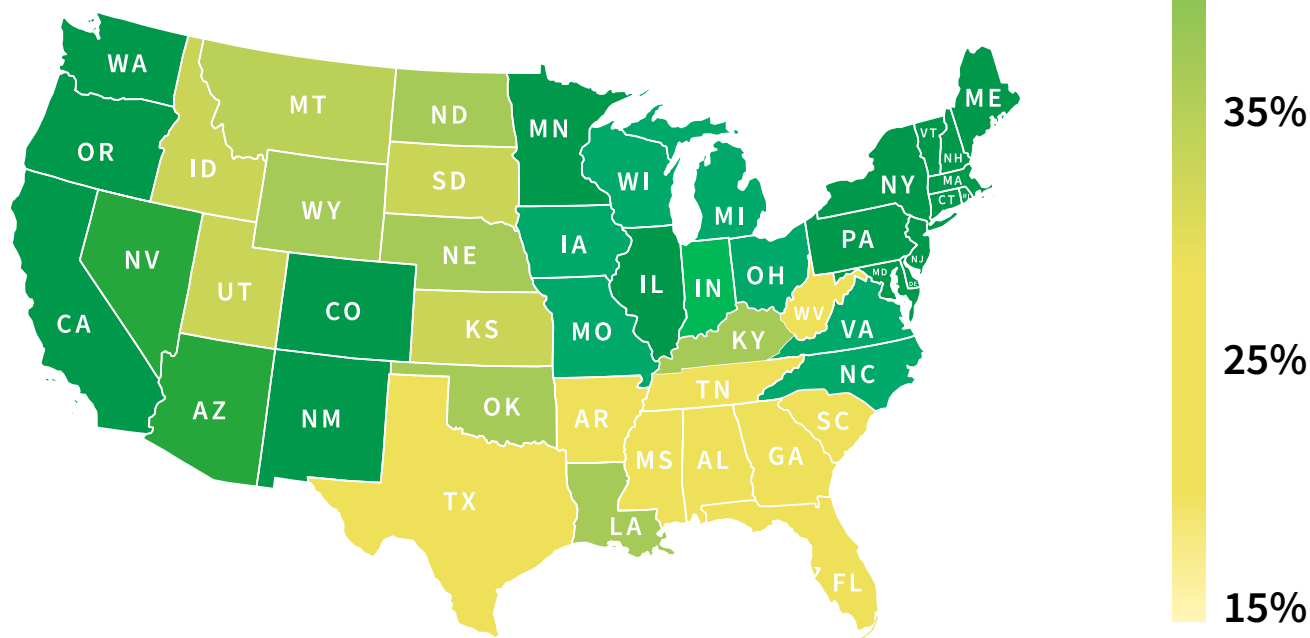 WA
MT
ND
MN
ME
OR
ID
SD
WI
VT
NH
WY
MI
NY
MA
CT
RI
NV
NE
IA
PA
NJ
UT
CO
IL
IN
OH
MD
DE
CA
KS
MO
KY
WV
VA
AZ
NM
OK
AR
TN
NC
SC
TX
MS
AL
GA
LA
FL
35%
25%
15%